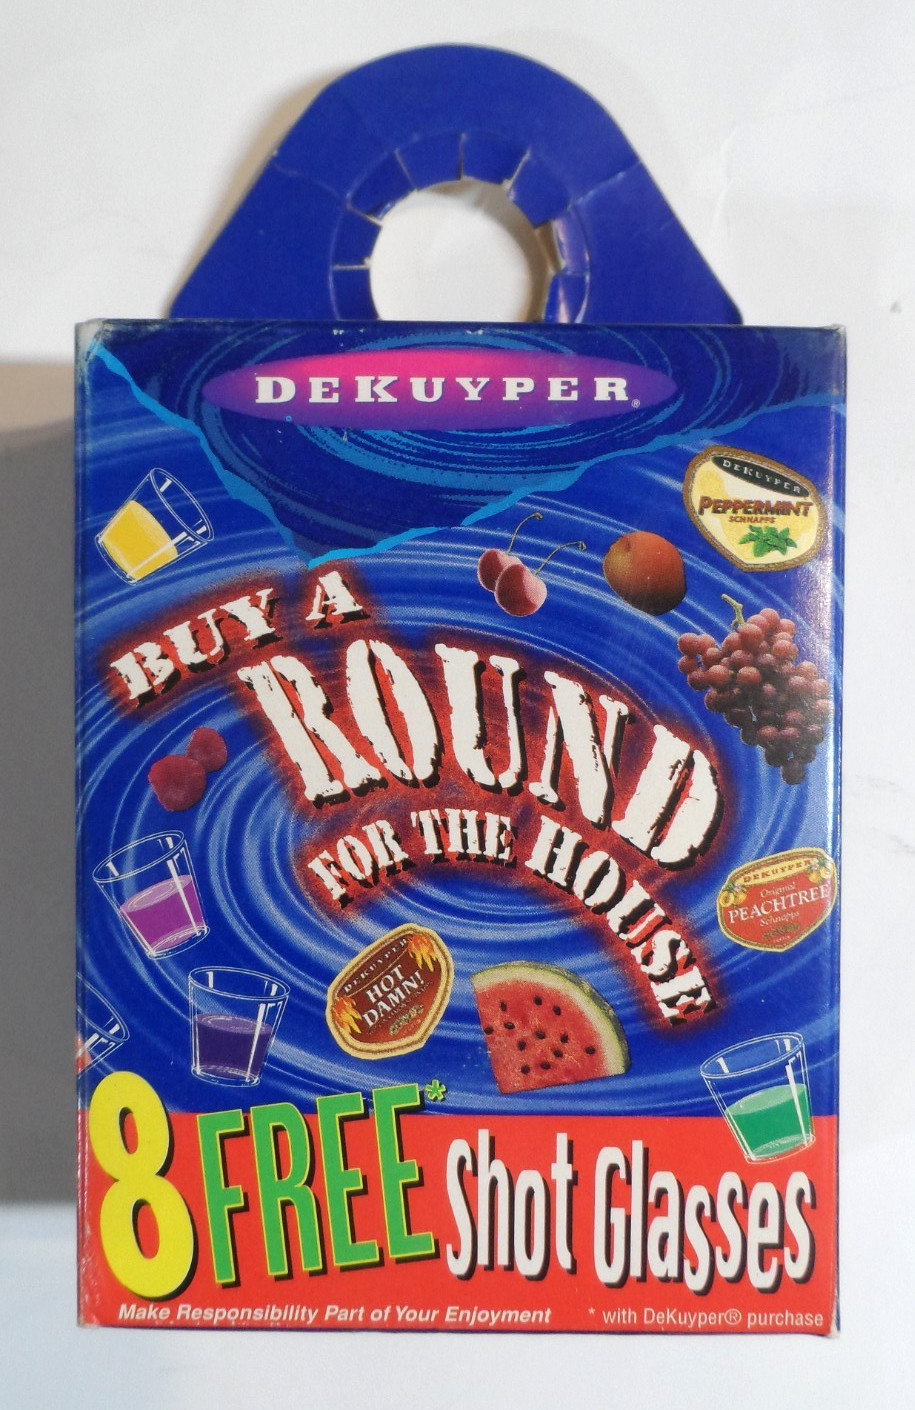 DEKUYPER®
DEKUYPER
PEPPERMINT
SCHNAPPS
BUY A
ROUND
FOR THE HOUSE
DEKUYPER
Original
PEACHTREE
Schnapps
DEKUYPER
HOT
DAMN!
8 FREE* Shot Glasses
Make Responsibility Part of Your Enjoyment
* with DeKuyper® purchase